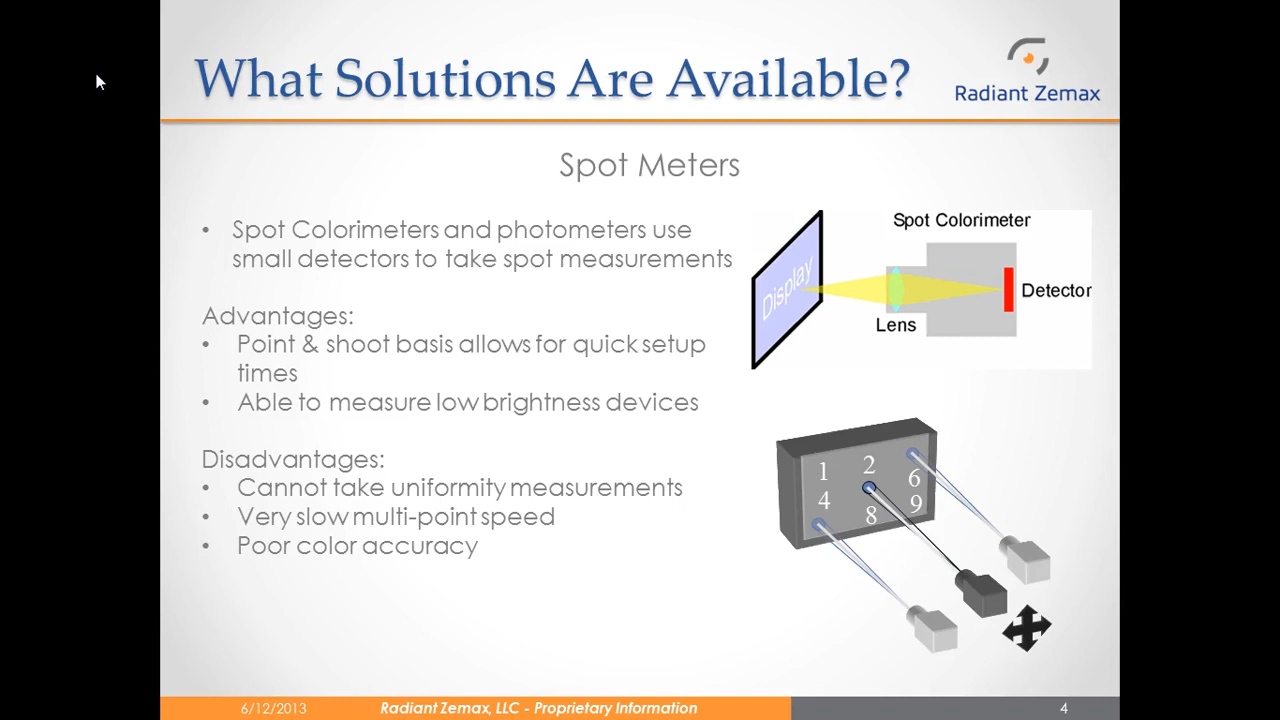 What Solutions Are Available?
Radiant Zemax
Spot Meters
• Spot Colorimeters and photometers use
small detectors to take spot measurements
Advantages:
• Point & shoot basis allows for quick setup
times
• Able to measure low brightness devices
Disadvantages:
• Cannot take uniformity measurements
• Very slow multi-point speed
• Poor color accuracy
Spot Colorimeter
Display
Detector
Lens
1 2
4 6
8 9
6/12/2013 Radiant Zemax, LLC - Proprietary Information 4